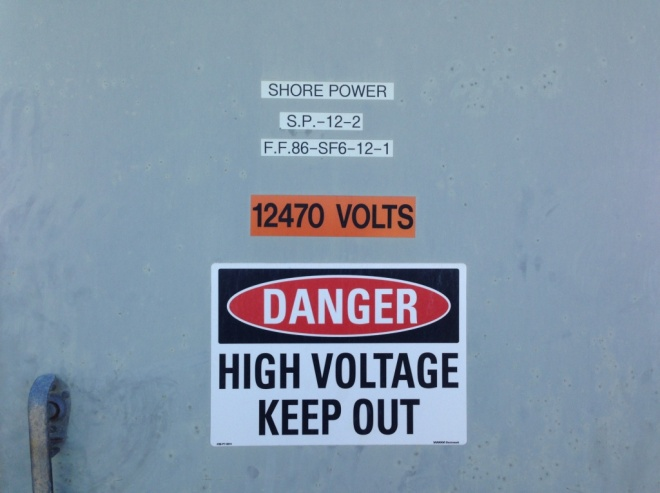 SHORE POWER
S.P.-12-2
F.F.86-SF6-12-1
12470 VOLTS
DANGER
HIGH VOLTAGE
KEEP OUT